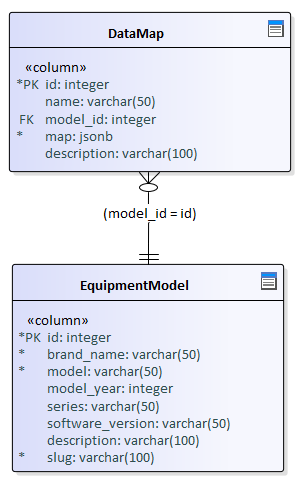 DataMap
«column»
*PK id: integer
name: varchar(50)
FK model_id: integer
* map: jsonb
description: varchar(100)
(model_id = id)
EquipmentModel
«column»
*PK id: integer
* brand_name: varchar(50)
* model: varchar(50)
model_year: integer
series: varchar(50)
software_version: varchar(50)
description: varchar(100)
* slug: varchar(100)